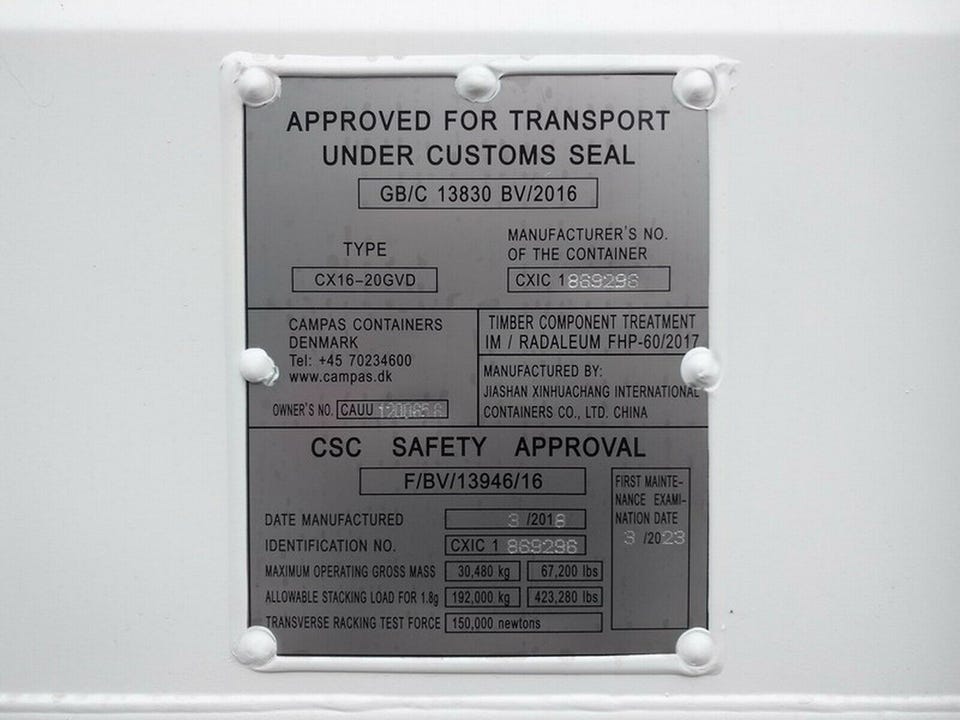 APPROVED FOR TRANSPORT
UNDER CUSTOMS SEAL
GB/C 13830 BV/2016
TYPE
CX16-20GVD
MANUFACTURER'S NO.
OF THE CONTAINER
CXIC 1869296
CAMPAS CONTAINERS
DENMARK
Tel: +45 70234600
www.campas.dk
OWNER'S NO. CAUU
TIMBER COMPONENT TREATMENT
IM / RADALEUM FHP-60/2017
MANUFACTURED BY:
JIASHAN XINHUACHANG INTERNATIONAL
CONTAINERS CO., LTD. CHINA
CSC SAFETY APPROVAL
F/BV/13946/16
DATE MANUFACTURED 3 /2018
IDENTIFICATION NO. CXIC 1 869296
MAXIMUM OPERATING GROSS MASS 30,480 kg 67,200 lbs
ALLOWABLE STACKING LOAD FOR 1.8g 192,000 kg 423,280 lbs
TRANSVERSE RACKING TEST FORCE 150,000 newtons
FIRST MAINTE-
NANCE EXAMI-
NATION DATE
3 /2023